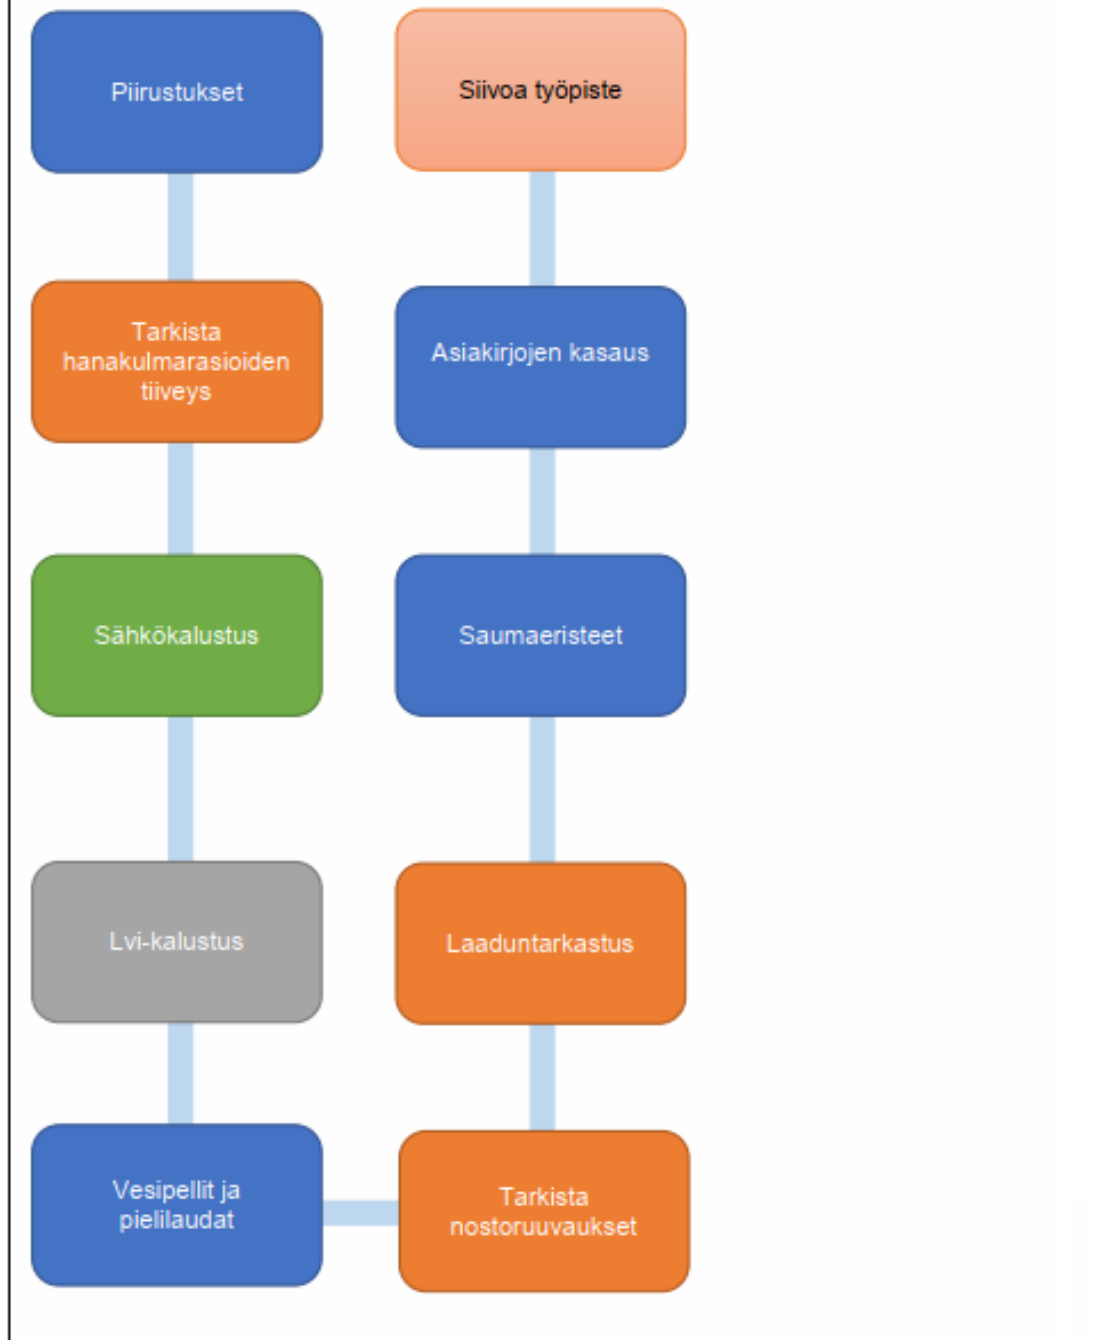 Piirustukset
Tarkista
hanakulmarasioiden
tiiveys
Sähkökalustus
Lvi-kalustus
Vesipellit ja
pielilaudat
Tarkista
nostoruuvaukset
Laaduntarkastus
Saumaeristeet
Asiakirjojen kasaus
Siivoa työpiste